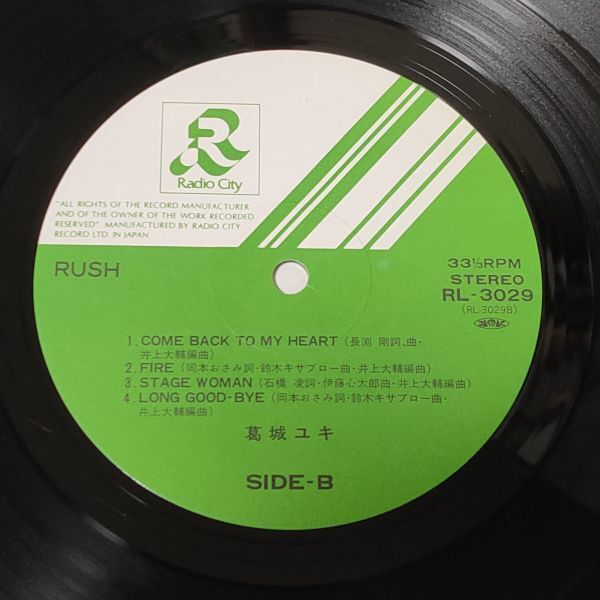 R
Radio City
"ALL RIGHTS OF THE RECORD MANUFACTURER
AND OF THE OWNER OF THE WORK RECORDED
RESERVED" MANUFACTURED BY RADIO CITY
RECORD LTD. IN JAPAN.
RUSH
33⅓RPM
STEREO
RL-3029
(RL-3029B)
JASRAC
1. COME BACK TO MY HEART (長渕 剛詞、曲・
井上大輔編曲)
2. FIRE (岡本おさみ詞・鈴木キサブロー曲・井上大輔編曲)
3. STAGE WOMAN (石橋 凌詞・伊藤心太郎曲・井上大輔編曲)
4. LONG GOOD-BYE (岡本おさみ詞・鈴木キサブロー曲・
井上大輔編曲)
葛城ユキ
SIDE-B